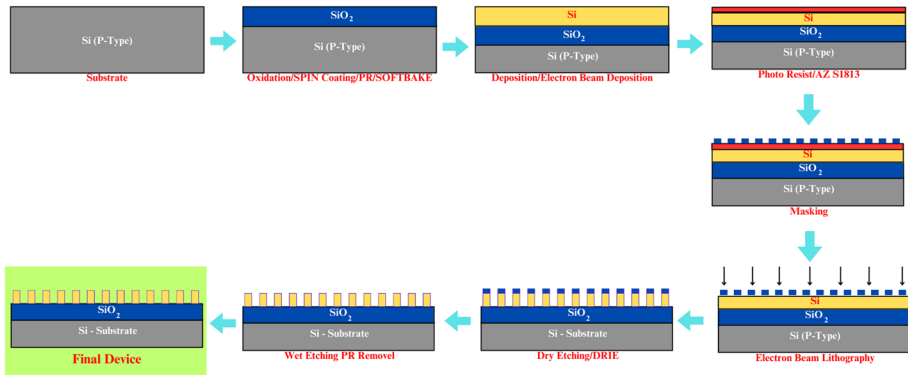 Si (P-Type)
Substrate
SiO2
Si (P-Type)
Oxidation/SPIN Coating/PR/SOFTBAKE
Si
SiO2
Si (P-Type)
Deposition/Electron Beam Deposition
Si
SiO2
Si (P-Type)
Photo Resist/AZ S1813
Si
SiO2
Si (P-Type)
Masking
Si
SiO2
Si (P-Type)
Electron Beam Lithography
SiO2
Si - Substrate
Dry Etching/DRIE
SiO2
Si - Substrate
Wet Etching PR Removel
SiO2
Si - Substrate
Final Device